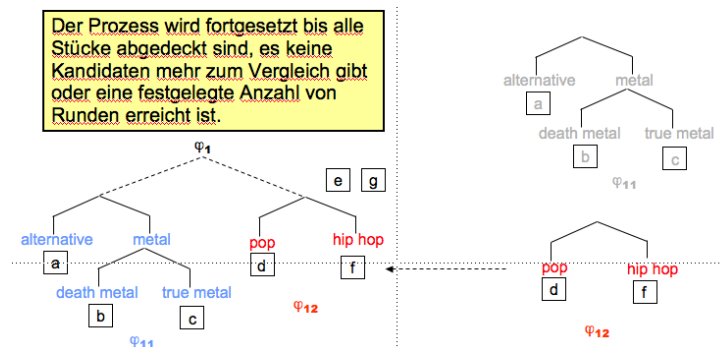 Der Prozess wird fortgesetzt bis alle
Stücke abgedeckt sind, es keine
Kandidaten mehr zum Vergleich gibt
oder eine festgelegte Anzahl von
Runden erreicht ist.
φ1
e g
alternative metal
pop hip hop
a
d f
death metal true metal
b c
φ12
φ11
alternative metal
a
death metal true metal
b c
φ11
pop hip hop
d f
φ12